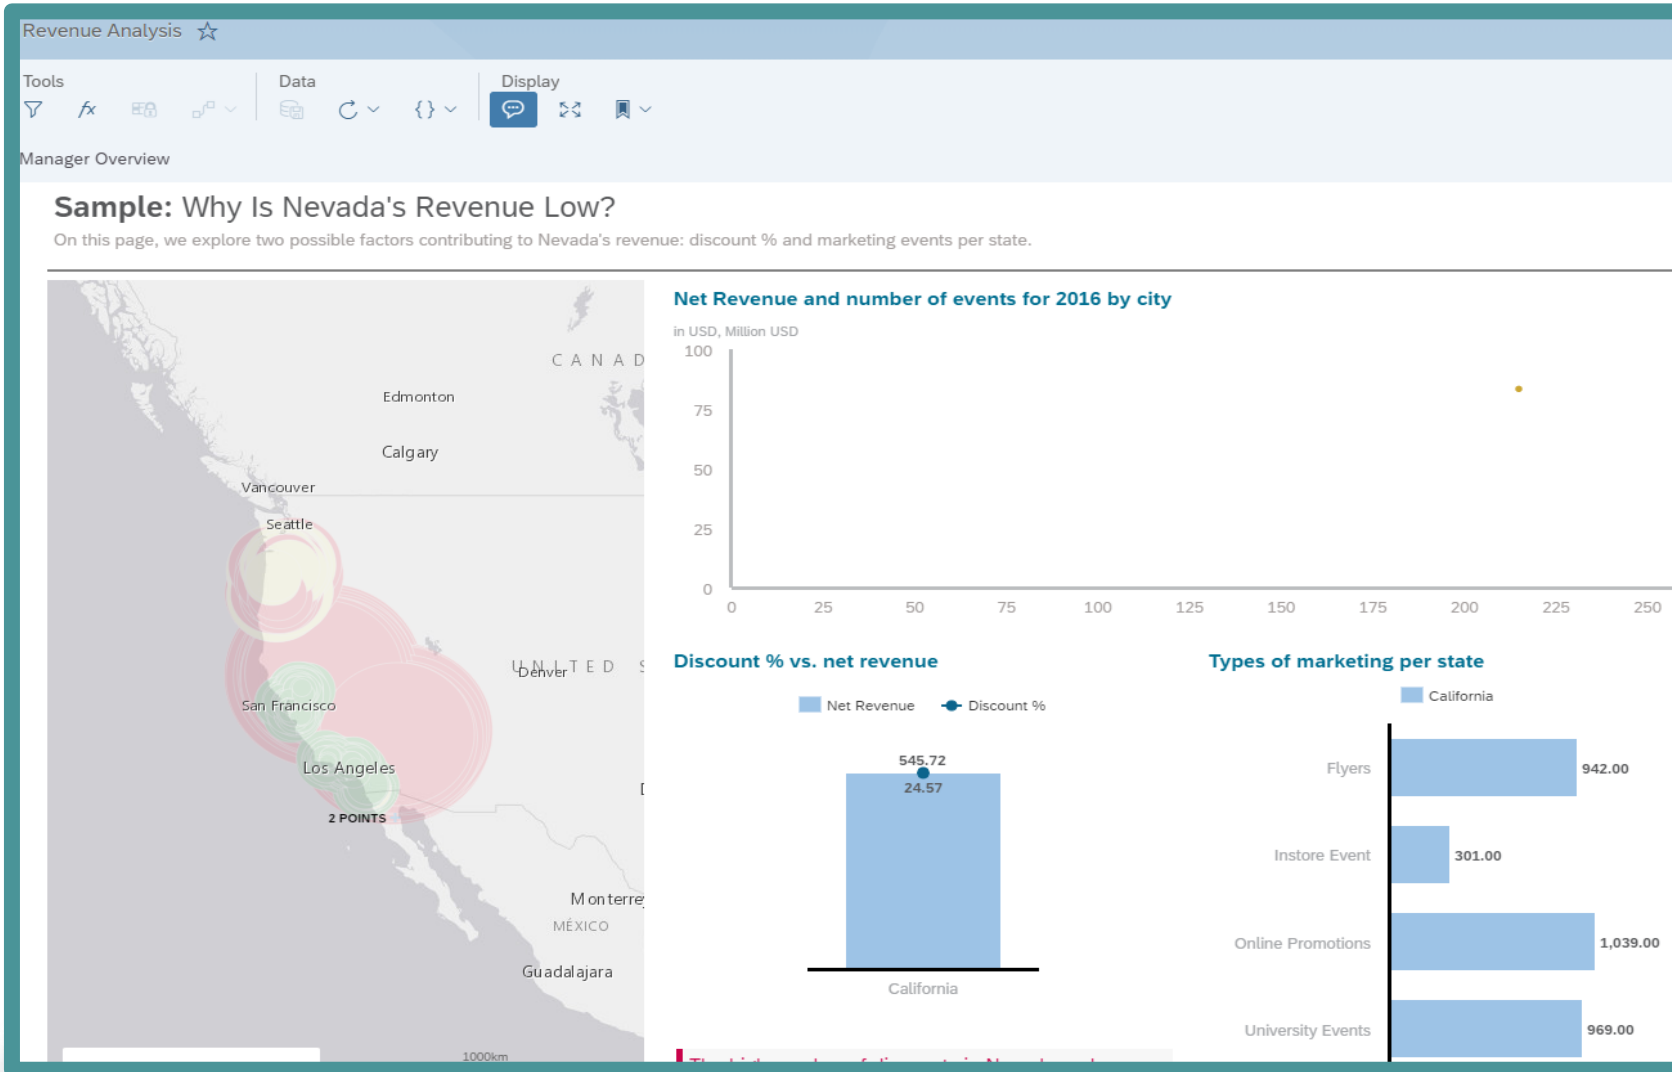 Revenue Analysis
Tools
Data
Display
fx
{}
Manager Overview
Sample: Why Is Nevada's Revenue Low?
On this page, we explore two possible factors contributing to Nevada's revenue: discount % and marketing events per state.
CANAD
Edmonton
Calgary
Vancouver
Seattle
UNITED S
Denver
San Francisco
Los Angeles
2 POINTS
Monterrey
MÉXICO
Guadalajara
1000km
Net Revenue and number of events for 2016 by city
in USD, Million USD
100
75
50
25
0
0 25 50 75 100 125 150 175 200 225 250
Discount % vs. net revenue
Net Revenue Discount %
545.72
24.57
California
Types of marketing per state
California
Flyers 942.00
Instore Event 301.00
Online Promotions 1,039.00
University Events 969.00